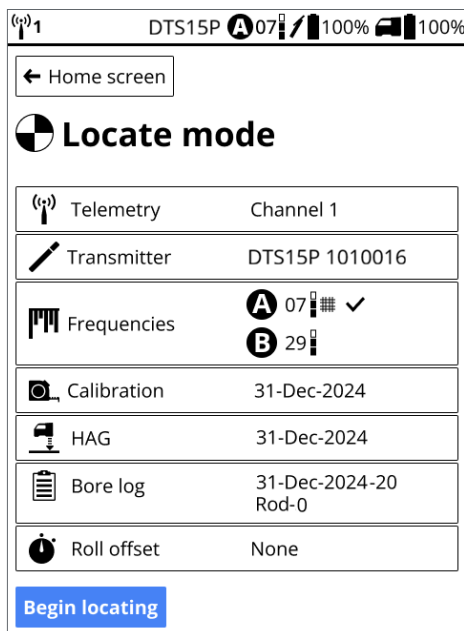 1 DTS15P A 07 100% 100%
← Home screen
Locate mode
Telemetry Channel 1
Transmitter DTS15P 1010016
Frequencies A 07 ✓
B 29
Calibration 31-Dec-2024
HAG 31-Dec-2024
Bore log 31-Dec-2024-20
Rod-0
Roll offset None
Begin locating